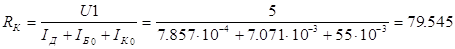 R_К = U1 / (I_Д + I_Б0 + I_К0) = 5 / (7.857·10^-4 + 7.071·10^-3 + 55·10^-3) = 79.545